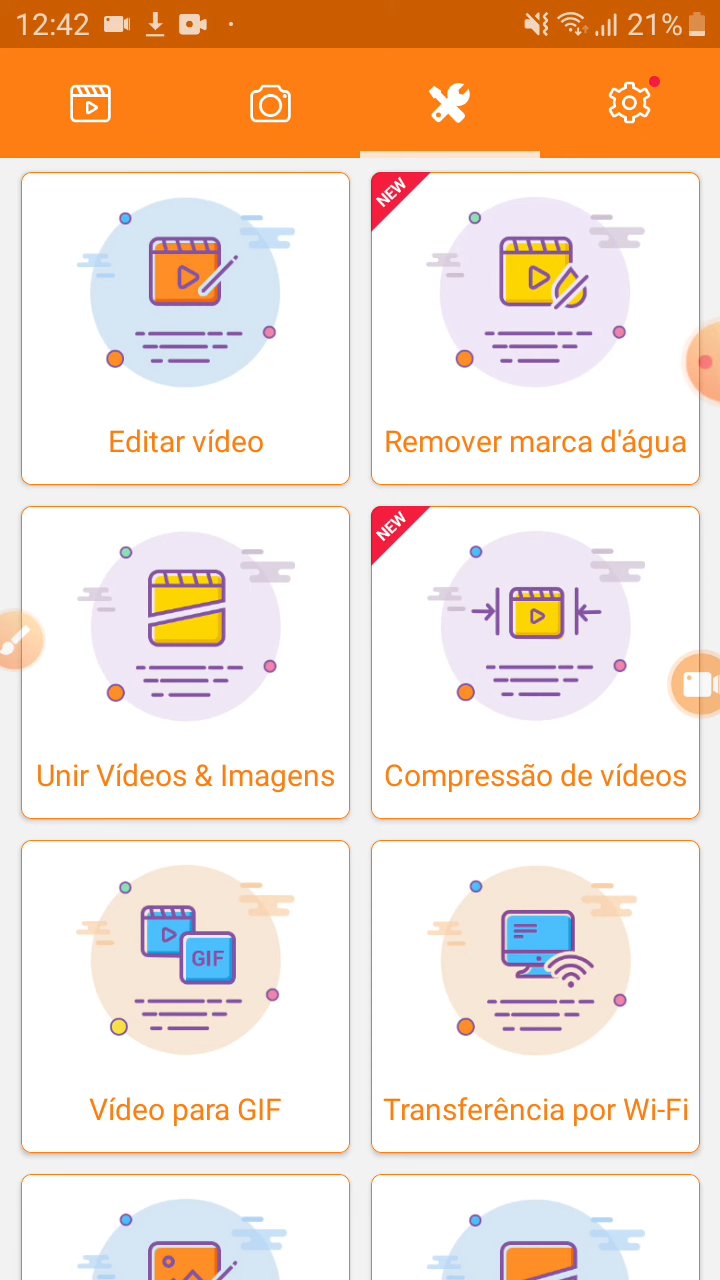 12:42
21%
NEW
Editar vídeo
Remover marca d'água
NEW
Unir Vídeos & Imagens
Compressão de vídeos
GIF
Vídeo para GIF
Transferência por Wi-Fi